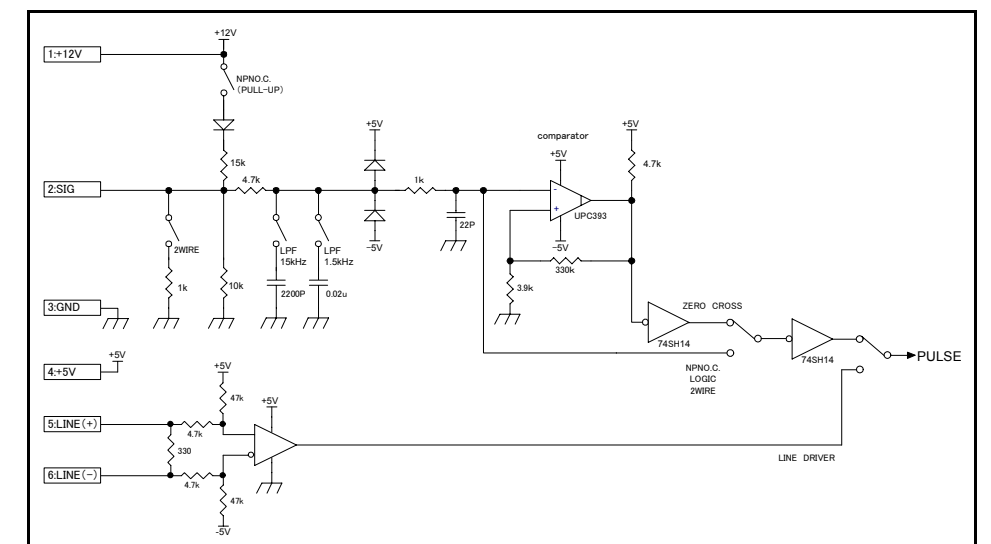 +12V
1:+12V
NPNO.C.
(PULL-UP)
+5V
comparator
+5V
+5V
15k
4.7k
2:SIG
4.7k
1k
-
+
UPC393
22P
2WIRE
LPF
15kHz
LPF
1.5kHz
-5V
-5V
330k
1k
10k
2200P
0.02u
3.9k
3:GND
ZERO CROSS
74SH14
74SH14
PULSE
+5V
4:+5V
NPNO.C.
LOGIC
2WIRE
+5V
47k
+5V
5:LINE(+)
4.7k
330
LINE DRIVER
6:LINE(-)
4.7k
47k
-5V